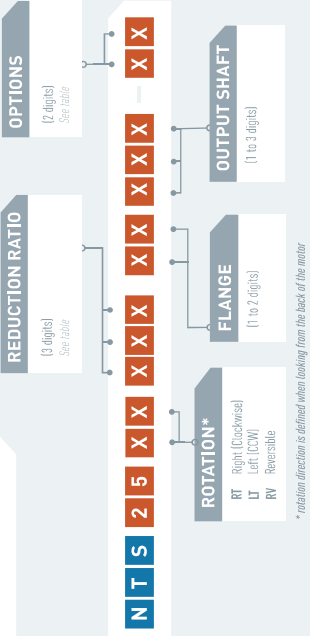 REDUCTION RATIO
(3 digits)
See table
OPTIONS
(2 digits)
See table
N T S 2 5 X X X X X X X X X X - X X
ROTATION*
RT Right (Clockwise)
LT Left (CCW)
RV Reversible
FLANGE
(1 to 2 digits)
OUTPUT SHAFT
(1 to 3 digits)
* rotation direction is defined when looking from the back of the motor